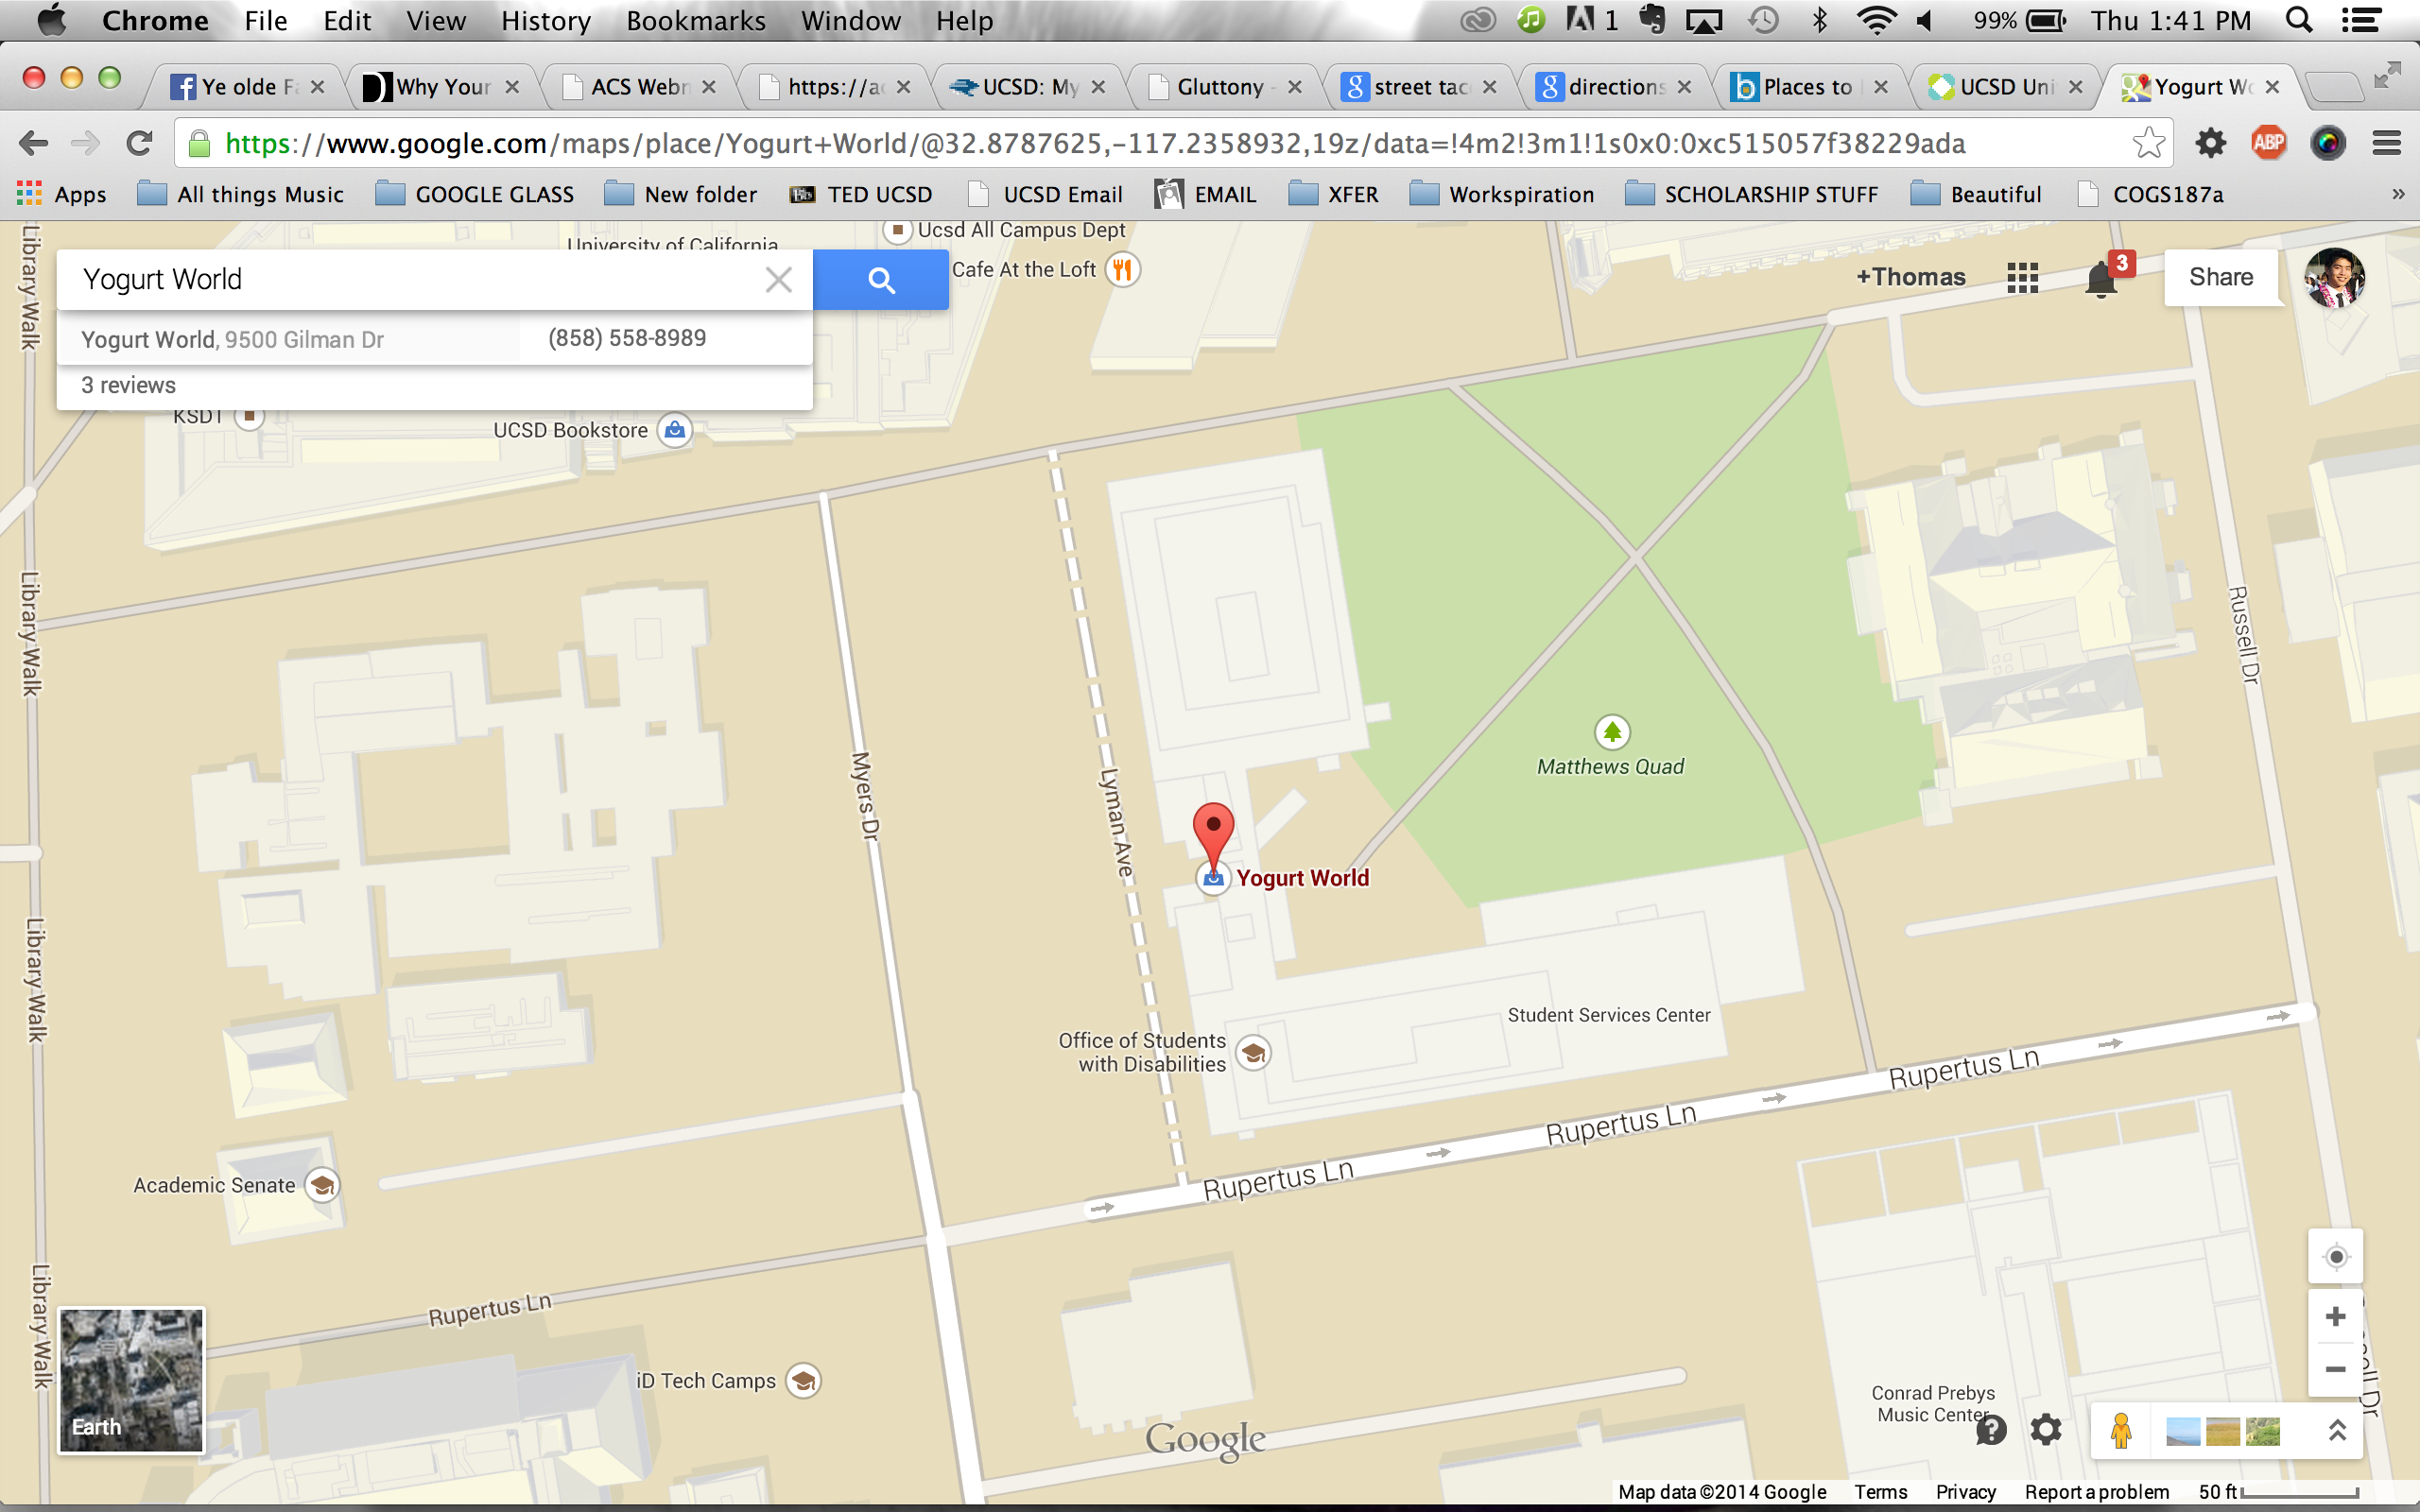 Chrome File Edit View History Bookmarks Window Help 1 99% Thu 1:41 PM
Ye olde Fa Why Your ACS Webm https://ac UCSD: My Gluttony - street tac directions Places to UCSD Uni Yogurt Wo
https://www.google.com/maps/place/Yogurt+World/@32.8787625,-117.2358932,19z/data=!4m2!3m1!1s0x0:0xc515057f38229ada
ABP
Apps All things Music GOOGLE GLASS New folder TED UCSD UCSD Email EMAIL XFER Workspiration SCHOLARSHIP STUFF Beautiful COGS187a »
Ucsd All Campus Dept
University of California
Cafe At the Loft
Yogurt World
+Thomas
3
Share
Yogurt World, 9500 Gilman Dr
(858) 558-8989
3 reviews
KSDT
UCSD Bookstore
Library Walk
Library Walk
Library Walk
Library Walk
Myers Dr
Lyman Ave
Russell Dr
Matthews Quad
Yogurt World
Student Services Center
Office of Students
with Disabilities
Rupertus Ln
Rupertus Ln
Rupertus Ln
Academic Senate
Rupertus Ln
iD Tech Camps
Earth
Conrad Prebys
Music Center
Google
Map data ©2014 Google Terms Privacy Report a problem 50 ft